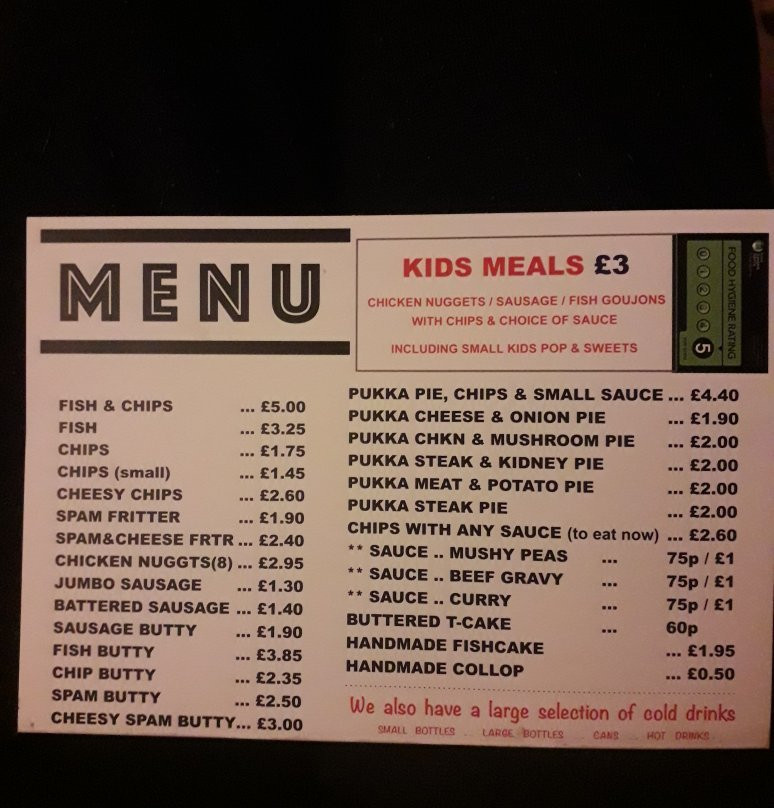 MENU
KIDS MEALS £3
CHICKEN NUGGETS / SAUSAGE / FISH GOUJONS
WITH CHIPS & CHOICE OF SAUCE
INCLUDING SMALL KIDS POP & SWEETS
FOOD HYGIENE RATING
0 1 2 3 4 5
FISH & CHIPS ... £5.00
FISH ... £3.25
CHIPS ... £1.75
CHIPS (small) ... £1.45
CHEESY CHIPS ... £2.60
SPAM FRITTER ... £1.90
SPAM&CHEESE FRTR ... £2.40
CHICKEN NUGGTS(8) ... £2.95
JUMBO SAUSAGE ... £1.30
BATTERED SAUSAGE ... £1.40
SAUSAGE BUTTY ... £1.90
FISH BUTTY ... £3.85
CHIP BUTTY ... £2.35
SPAM BUTTY ... £2.50
CHEESY SPAM BUTTY... £3.00
PUKKA PIE, CHIPS & SMALL SAUCE ... £4.40
PUKKA CHEESE & ONION PIE ... £1.90
PUKKA CHKN & MUSHROOM PIE ... £2.00
PUKKA STEAK & KIDNEY PIE ... £2.00
PUKKA MEAT & POTATO PIE ... £2.00
PUKKA STEAK PIE ... £2.00
CHIPS WITH ANY SAUCE (to eat now) ... £2.60
** SAUCE .. MUSHY PEAS ... 75p / £1
** SAUCE .. BEEF GRAVY ... 75p / £1
** SAUCE .. CURRY ... 75p / £1
BUTTERED T-CAKE ... 60p
HANDMADE FISHCAKE ... £1.95
HANDMADE COLLOP ... £0.50
We also have a large selection of cold drinks
SMALL BOTTLES .. LARGE BOTTLES .. CANS .. HOT DRINKS